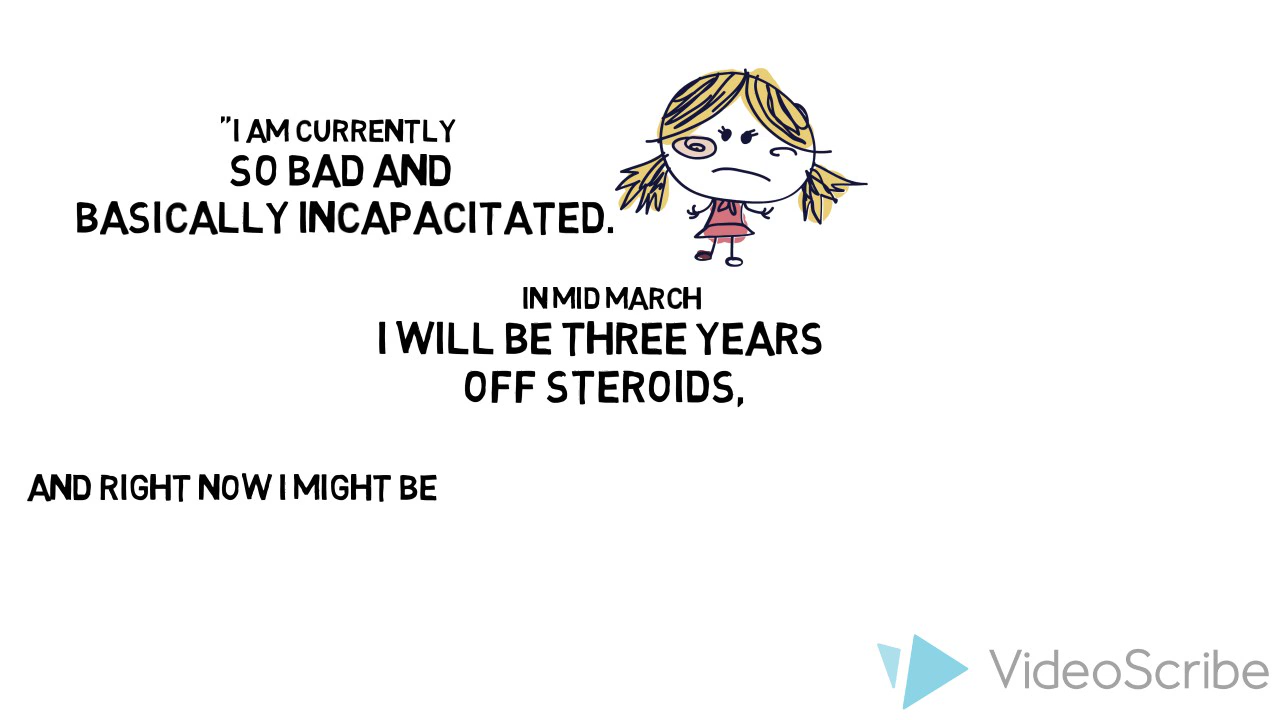 "I AM CURRENTLY
SO BAD AND
BASICALLY INCAPACITATED.
IN MID MARCH
I WILL BE THREE YEARS
OFF STEROIDS,
AND RIGHT NOW I MIGHT BE
VideoScribe